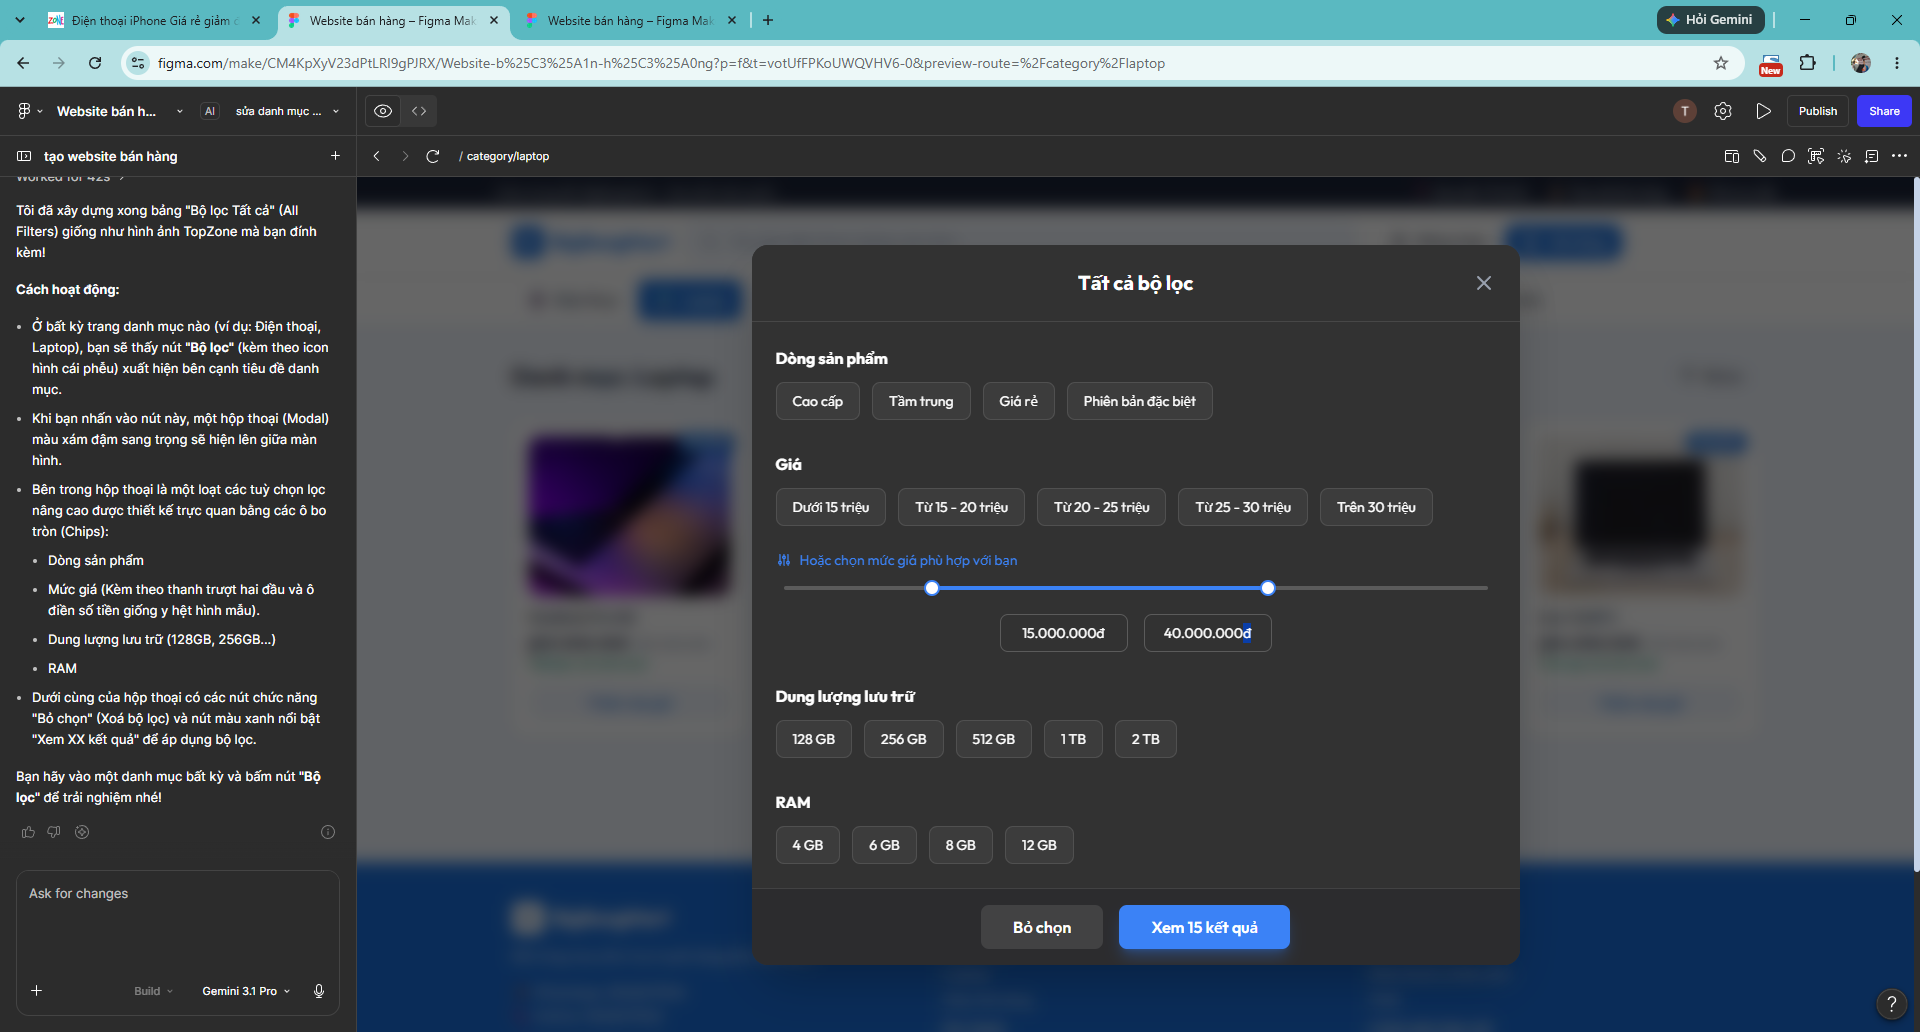 Điện thoại iPhone Giá rẻ giảm d
Website bán hàng – Figma Mak
Website bán hàng – Figma Mak
Hỏi Gemini
figma.com/make/CM4KpXyV23dPtLRI9gPJRX/Website-b%25C3%25A1n-h%25C3%25A0ng?p=f&t=votUfFPKoUWQVHV6-0&preview-route=%2Fcategory%2Flaptop
New
Website bán h...
AI
sửa danh mục ...
T
Publish
Share
tạo website bán hàng
/ category/laptop
Worked for 42s
Tôi đã xây dựng xong bảng "Bộ lọc Tất cả" (All
Filters) giống như hình ảnh TopZone mà bạn đính
kèm!
Cách hoạt động:
Ở bất kỳ trang danh mục nào (ví dụ: Điện thoại,
Laptop), bạn sẽ thấy nút "Bộ lọc" (kèm theo icon
hình cái phễu) xuất hiện bên cạnh tiêu đề danh
mục.
Khi bạn nhấn vào nút này, một hộp thoại (Modal)
màu xám đậm sang trọng sẽ hiện lên giữa màn
hình.
Bên trong hộp thoại là một loạt các tuỳ chọn lọc
nâng cao được thiết kế trực quan bằng các ô bo
tròn (Chips):
Dòng sản phẩm
Mức giá (Kèm theo thanh trượt hai đầu và ô
điền số tiền giống y hệt hình mẫu).
Dung lượng lưu trữ (128GB, 256GB...)
RAM
Dưới cùng của hộp thoại có các nút chức năng
"Bỏ chọn" (Xoá bộ lọc) và nút màu xanh nổi bật
"Xem XX kết quả" để áp dụng bộ lọc.
Bạn hãy vào một danh mục bất kỳ và bấm nút "Bộ
lọc" để trải nghiệm nhé!
Ask for changes
Build
Gemini 3.1 Pro
Tất cả bộ lọc
Dòng sản phẩm
Cao cấp
Tầm trung
Giá rẻ
Phiên bản đặc biệt
Giá
Dưới 15 triệu
Từ 15 - 20 triệu
Từ 20 - 25 triệu
Từ 25 - 30 triệu
Trên 30 triệu
Hoặc chọn mức giá phù hợp với bạn
15.000.000đ
40.000.000đ
Dung lượng lưu trữ
128 GB
256 GB
512 GB
1 TB
2 TB
RAM
4 GB
6 GB
8 GB
12 GB
Bỏ chọn
Xem 15 kết quả
?